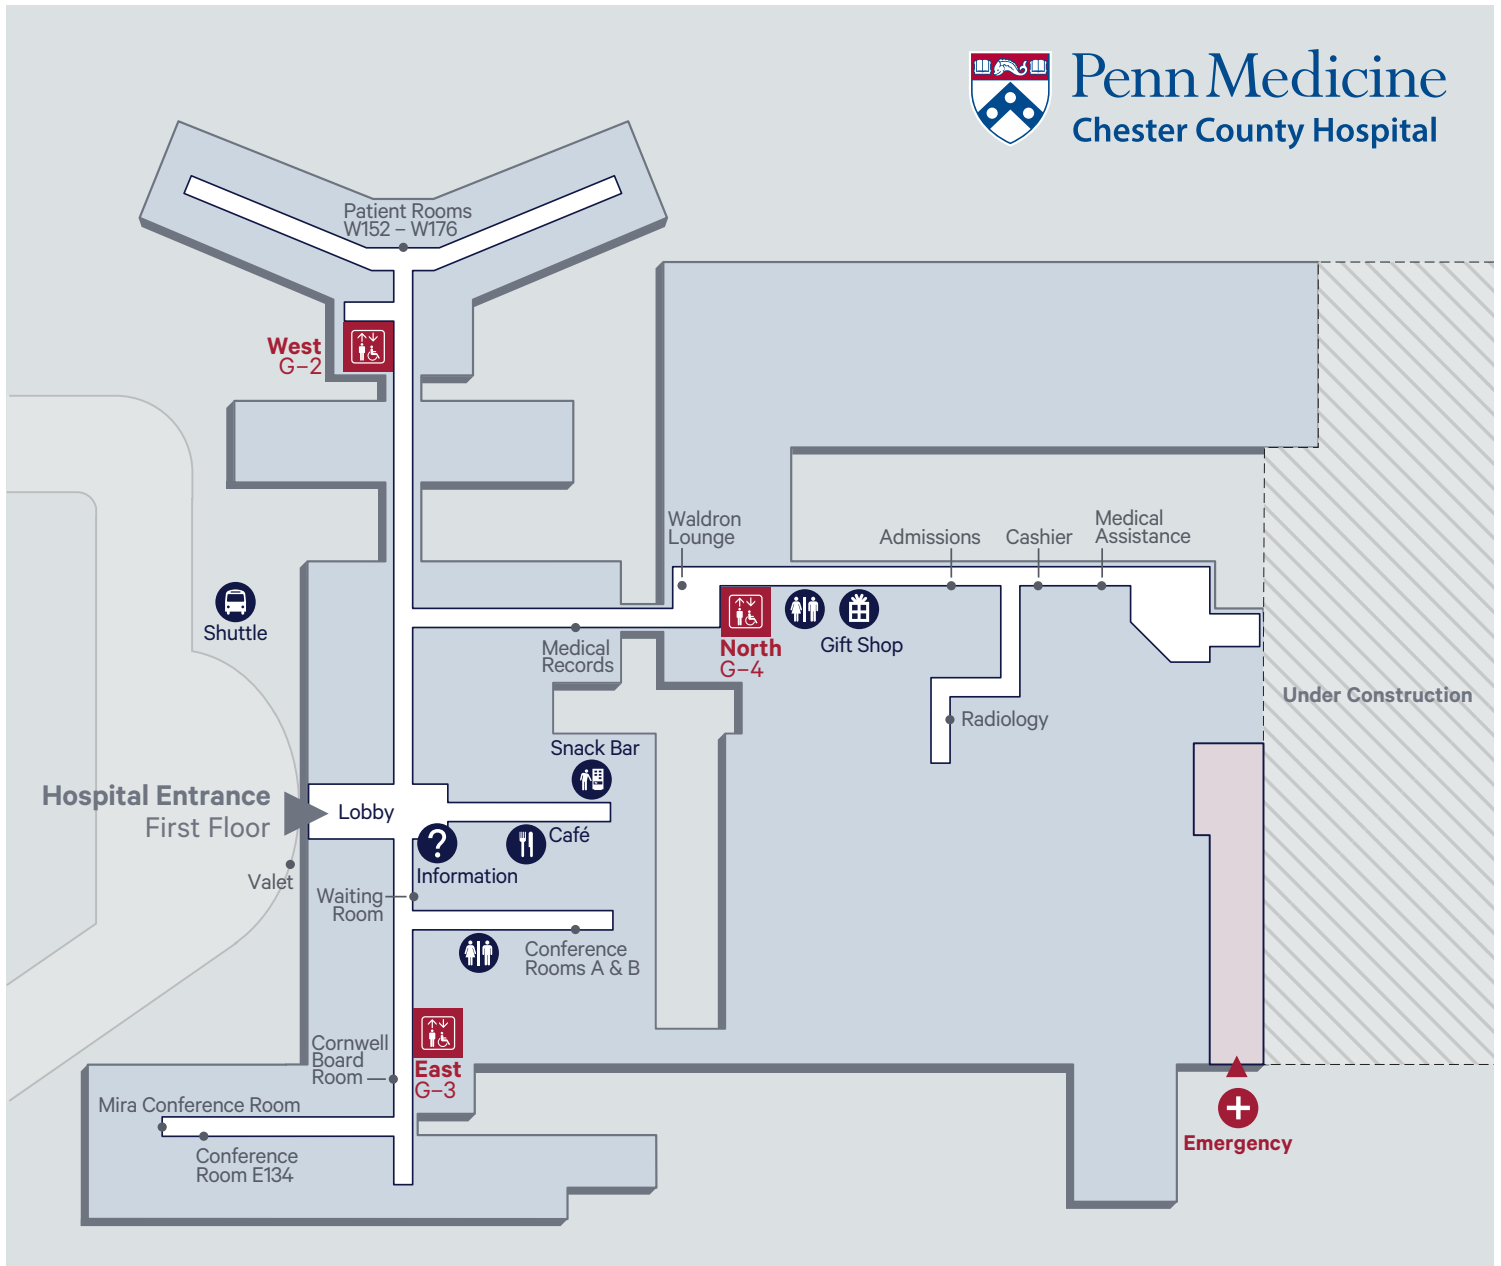 Penn Medicine
Chester County Hospital
Patient Rooms
W152 – W176
West
G–2
Waldron
Lounge
Admissions
Cashier
Medical
Assistance
Shuttle
Medical
Records
North
G–4
Gift Shop
Under Construction
Radiology
Snack Bar
Hospital Entrance
First Floor
Lobby
Café
?
Information
Valet
Waiting
Room
Conference
Rooms A & B
Cornwell
Board
Room
East
G–3
Mira Conference Room
Conference
Room E134
Emergency